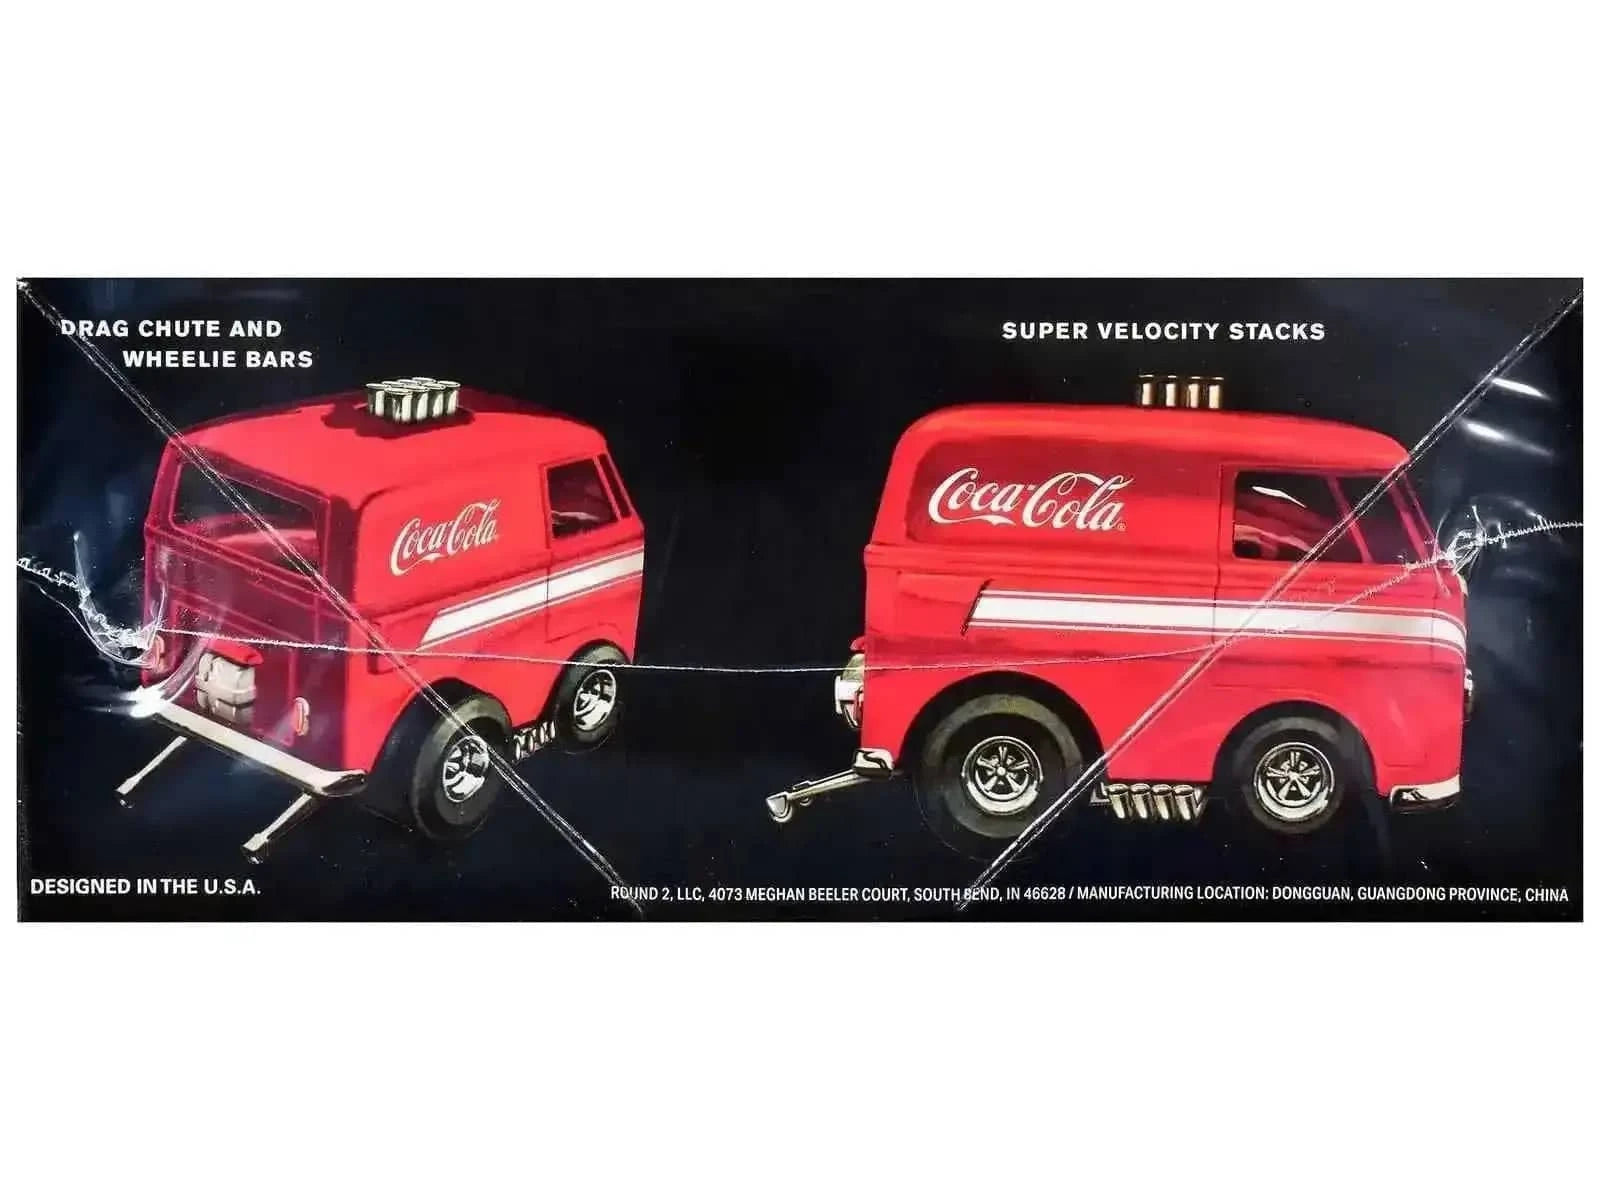 DRAG CHUTE AND
WHEELIE BARS
SUPER VELOCITY STACKS
Coca-Cola
Coca-Cola®
DESIGNED IN THE U.S.A.
ROUND 2, LLC, 4073 MEGHAN BEELER COURT, SOUTH BEND, IN 46628 / MANUFACTURING LOCATION: DONGGUAN, GUANGDONG PROVINCE, CHINA